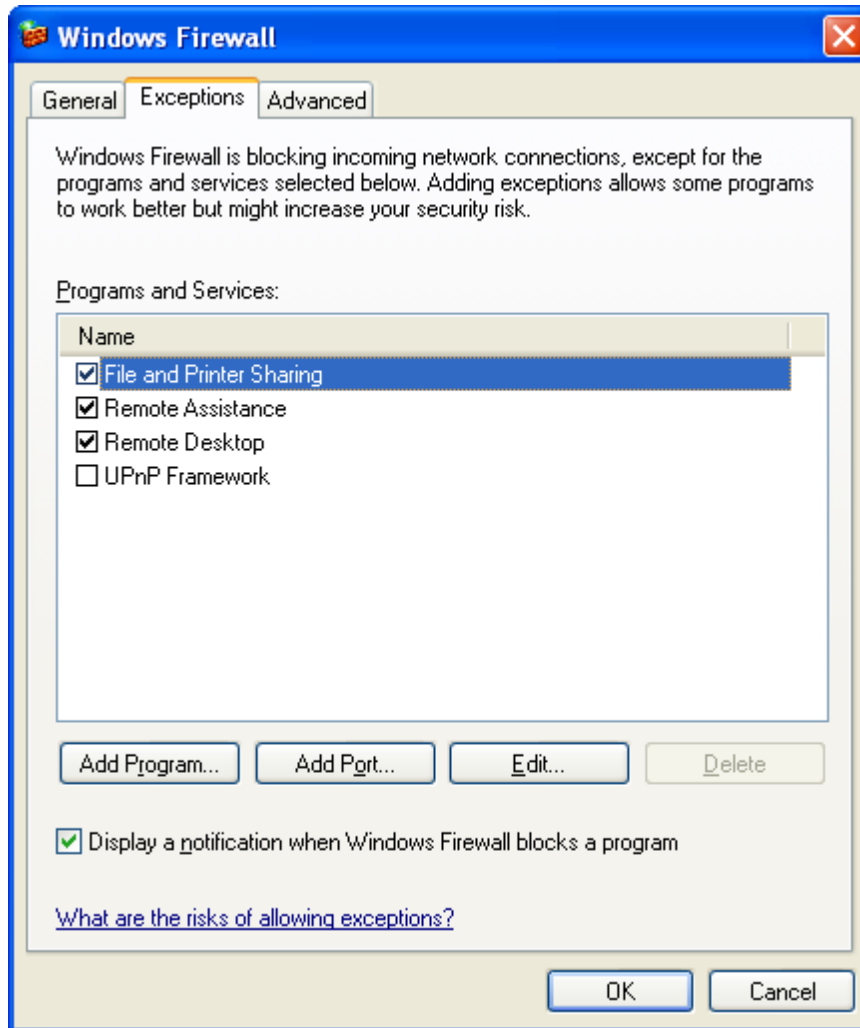 Windows Firewall
General Exceptions Advanced
Windows Firewall is blocking incoming network connections, except for the
programs and services selected below. Adding exceptions allows some programs
to work better but might increase your security risk.
Programs and Services:
Name
File and Printer Sharing
Remote Assistance
Remote Desktop
UPnP Framework
Add Program... Add Port... Edit... Delete
Display a notification when Windows Firewall blocks a program
What are the risks of allowing exceptions?
OK Cancel